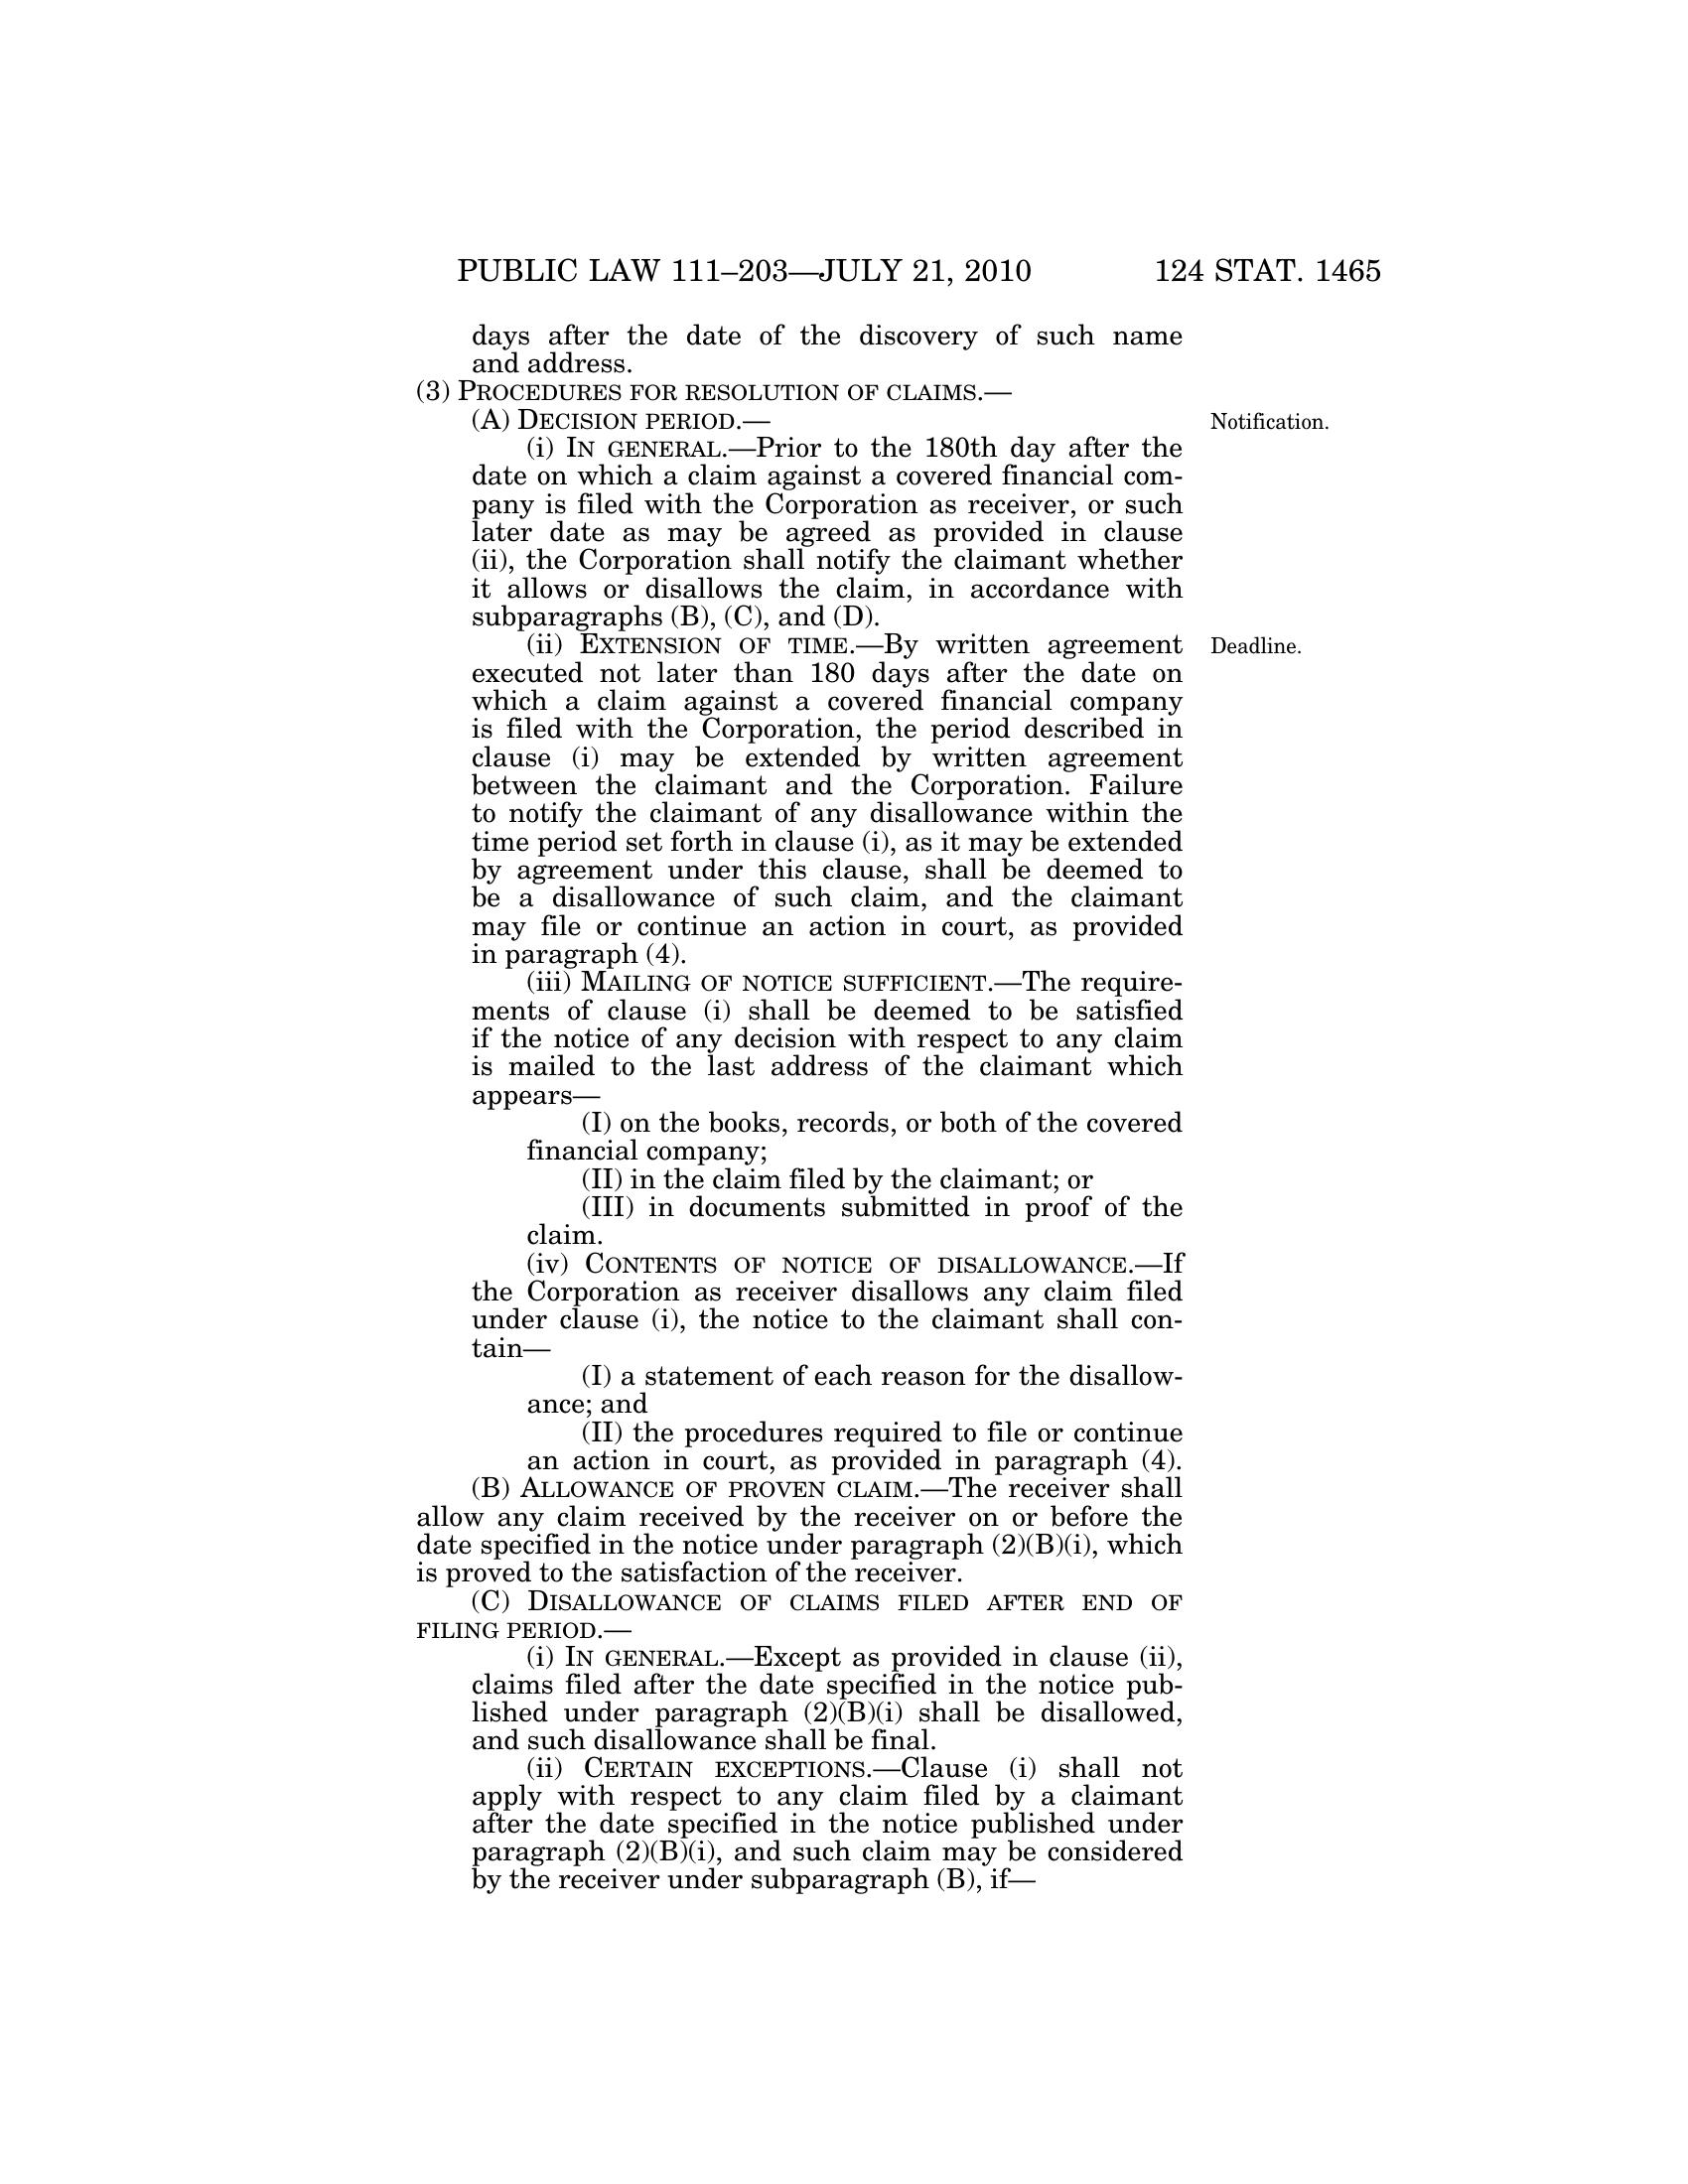 PUBLIC LAW 111–203—JULY 21, 2010 124 STAT. 1465
days after the date of the discovery of such name
and address.
(3) PROCEDURES FOR RESOLUTION OF CLAIMS.—
(A) DECISION PERIOD.—
Notification.
(i) IN GENERAL.—Prior to the 180th day after the
date on which a claim against a covered financial com-
pany is filed with the Corporation as receiver, or such
later date as may be agreed as provided in clause
(ii), the Corporation shall notify the claimant whether
it allows or disallows the claim, in accordance with
subparagraphs (B), (C), and (D).
(ii) EXTENSION OF TIME.—By written agreement
Deadline.
executed not later than 180 days after the date on
which a claim against a covered financial company
is filed with the Corporation, the period described in
clause (i) may be extended by written agreement
between the claimant and the Corporation. Failure
to notify the claimant of any disallowance within the
time period set forth in clause (i), as it may be extended
by agreement under this clause, shall be deemed to
be a disallowance of such claim, and the claimant
may file or continue an action in court, as provided
in paragraph (4).
(iii) MAILING OF NOTICE SUFFICIENT.—The require-
ments of clause (i) shall be deemed to be satisfied
if the notice of any decision with respect to any claim
is mailed to the last address of the claimant which
appears—
(I) on the books, records, or both of the covered
financial company;
(II) in the claim filed by the claimant; or
(III) in documents submitted in proof of the
claim.
(iv) CONTENTS OF NOTICE OF DISALLOWANCE.—If
the Corporation as receiver disallows any claim filed
under clause (i), the notice to the claimant shall con-
tain—
(I) a statement of each reason for the disallow-
ance; and
(II) the procedures required to file or continue
an action in court, as provided in paragraph (4).
(B) ALLOWANCE OF PROVEN CLAIM.—The receiver shall
allow any claim received by the receiver on or before the
date specified in the notice under paragraph (2)(B)(i), which
is proved to the satisfaction of the receiver.
(C) DISALLOWANCE OF CLAIMS FILED AFTER END OF
FILING PERIOD.—
(i) IN GENERAL.—Except as provided in clause (ii),
claims filed after the date specified in the notice pub-
lished under paragraph (2)(B)(i) shall be disallowed,
and such disallowance shall be final.
(ii) CERTAIN EXCEPTIONS.—Clause (i) shall not
apply with respect to any claim filed by a claimant
after the date specified in the notice published under
paragraph (2)(B)(i), and such claim may be considered
by the receiver under subparagraph (B), if—